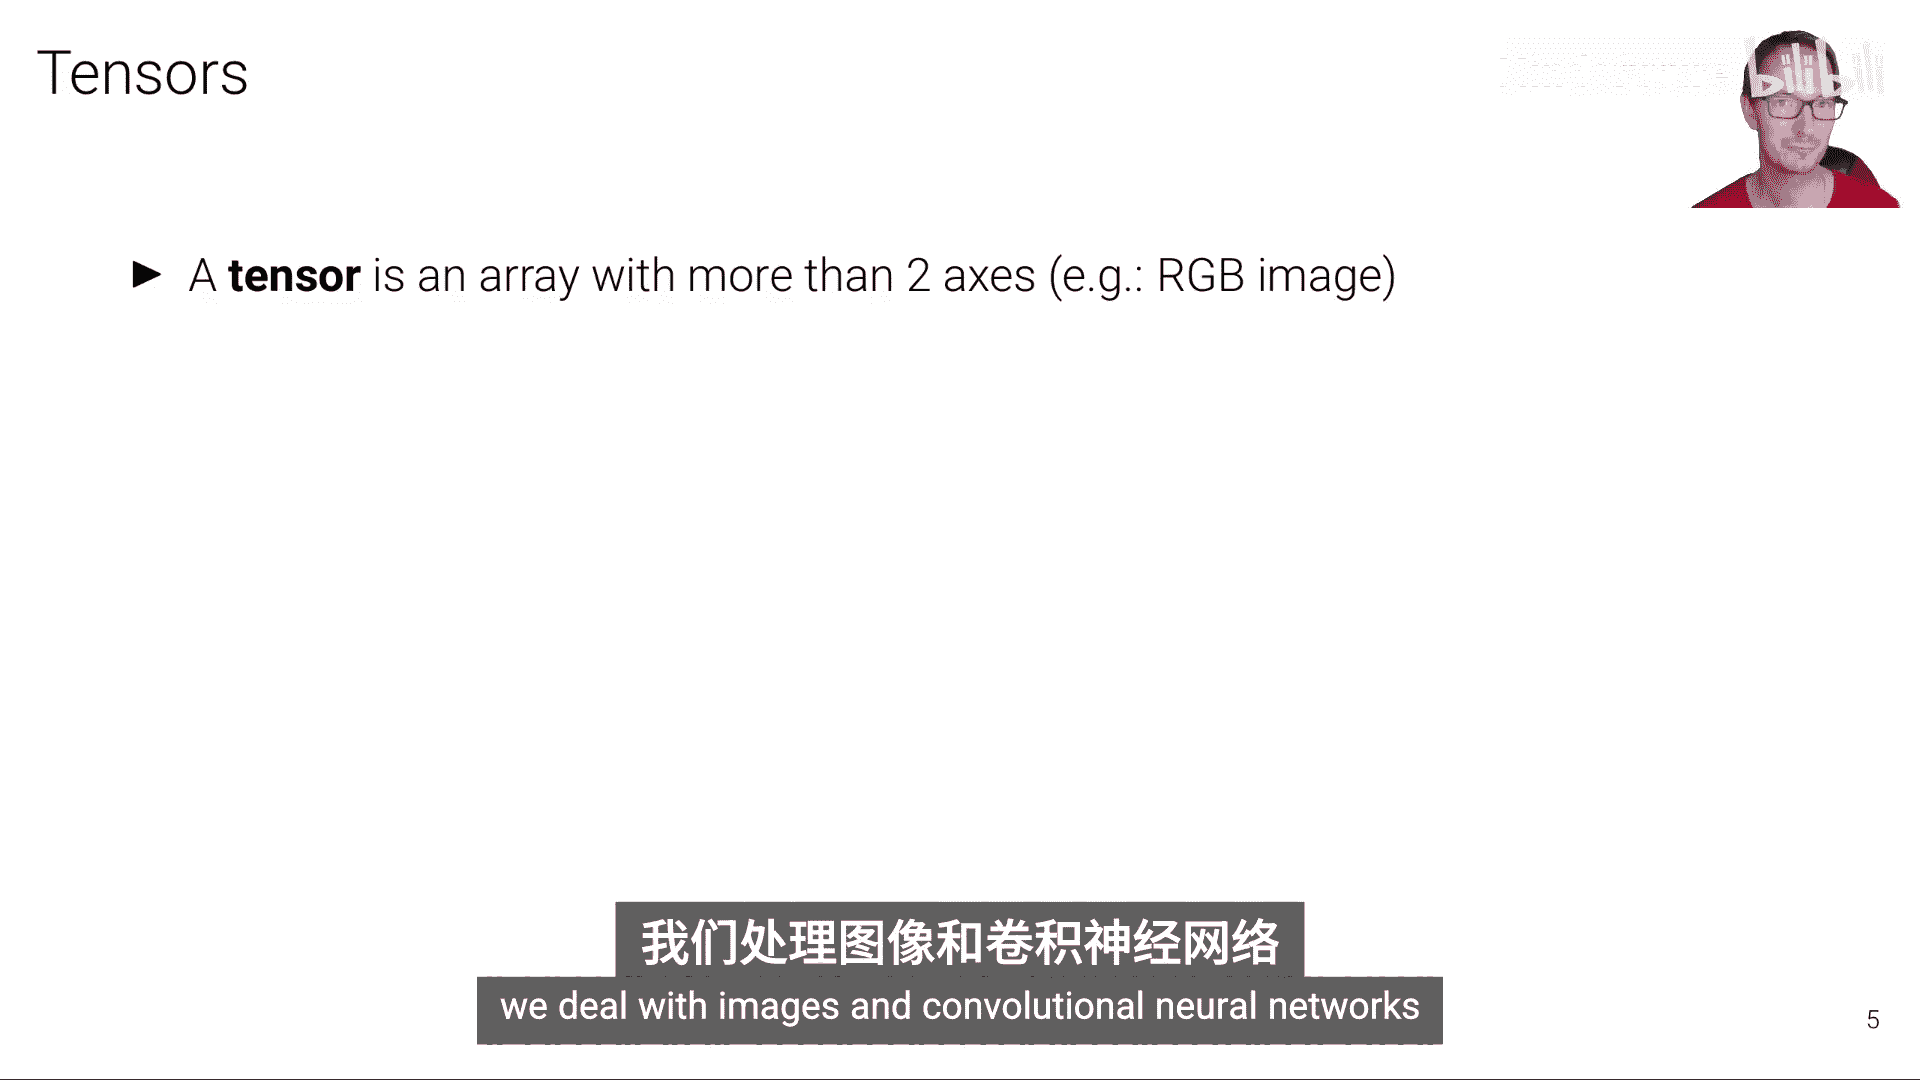 Tensors
bilibili
► A tensor is an array with more than 2 axes (e.g.: RGB image)
我们处理图像和卷积神经网络
we deal with images and convolutional neural networks
5